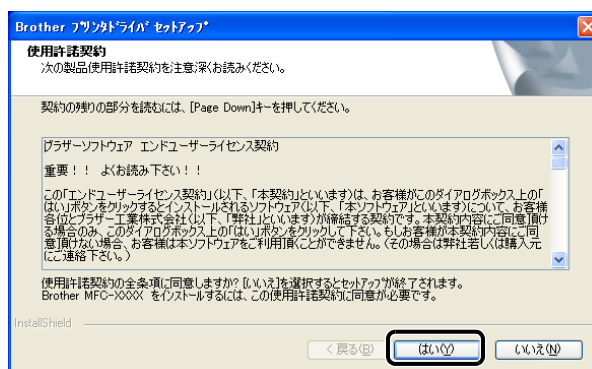 Brother ﾌﾟﾘﾝﾀﾄﾞﾗｲﾊﾞ ｾｯﾄｱｯﾌﾟ
使用許諾契約
次の製品使用許諾契約を注意深くお読みください。
契約の残りの部分を読むには、[Page Down]キーを押してください。
ブラザーソフトウェア エンドユーザーライセンス契約
重要！！ よくお読み下さい！！
この「エンドユーザーライセンス契約」(以下、「本契約」といいます)は、お客様がこのダイアログボックス上の「
はい」ボタンをクリックするとインストールされるソフトウェア(以下、「本ソフトウェア」といいます)について、お客様
各位とブラザー工業株式会社(以下、「弊社」といいます)が締結する契約です。本契約内容にご同意頂け
る場合のみ、このダイアログボックス上の「はい」ボタンをクリックして下さい。もしお客様が本契約内容にご同
意頂けない場合、お客様は本ソフトウェアをご利用頂くことができません。(その場合は弊社若しくは購入元
にご連絡下さい。)
使用許諾契約の全条項に同意しますか? [いいえ]を選択するとセットアップが終了されます。
Brother MFC-XXXX をインストールするには、この使用許諾契約に同意が必要です。
InstallShield
< 戻る(B)
はい(Y)
いいえ(N)